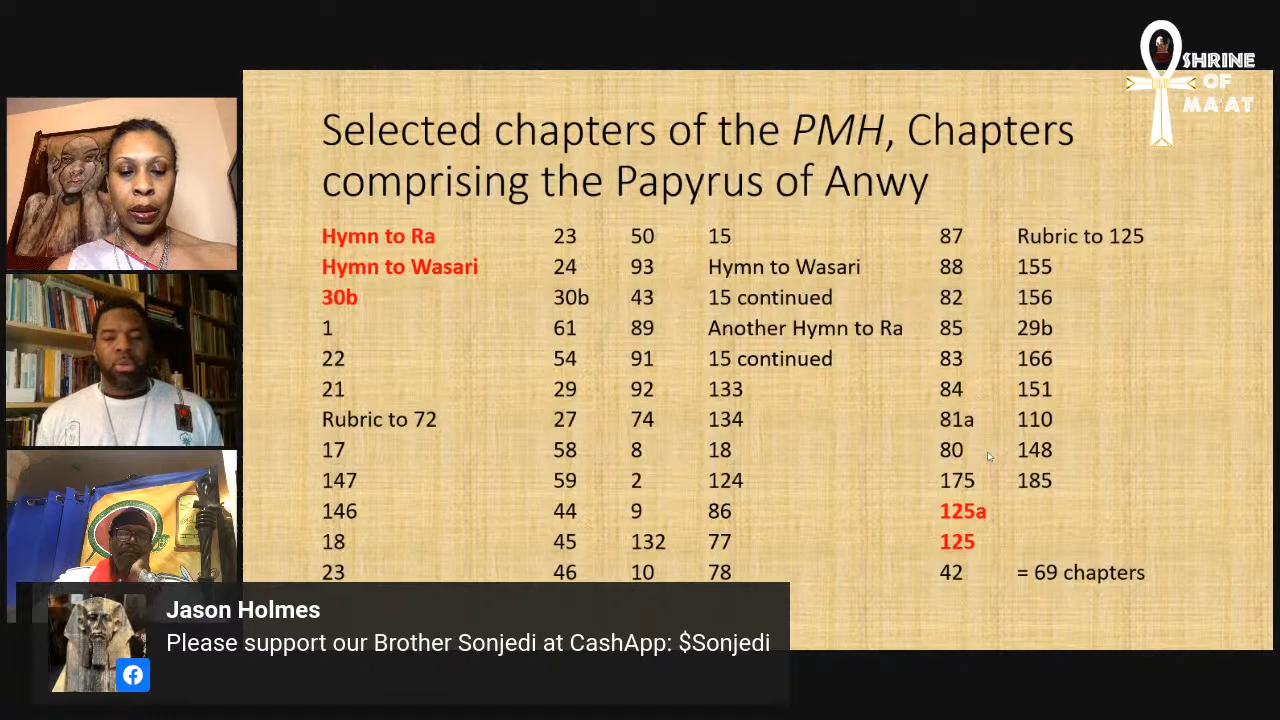 SHRINE
OF
MA'AT
Selected chapters of the PMH, Chapters
comprising the Papyrus of Anwy
Hymn to Ra 23 50 15 87 Rubric to 125
Hymn to Wasari 24 93 Hymn to Wasari 88 155
30b 30b 43 15 continued 82 156
1 61 89 Another Hymn to Ra 85 29b
22 54 91 15 continued 83 166
21 29 92 133 84 151
Rubric to 72 27 74 134 81a 110
17 58 8 18 80 148
147 59 2 124 175 185
146 44 9 86 125a
18 45 132 77 125
23 46 10 78 42 = 69 chapters
Jason Holmes
Please support our Brother Sonjedi at CashApp: $Sonjedi